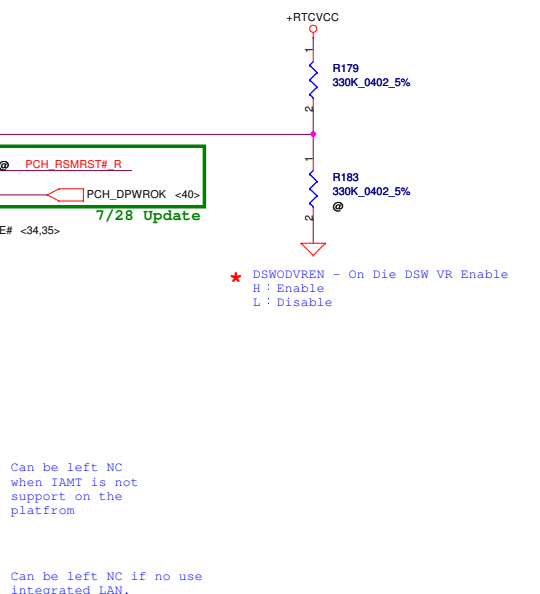 +RTCVCC
1
R179
330K_0402_5%
2
1
@ PCH_RSMRST#_R
R183
330K_0402_5%
PCH_DPWROK <40>
@
2
7/28 Update
E# <34,35>
* DSWODVREN - On Die DSW VR Enable
H : Enable
L : Disable
Can be left NC
when IAMT is not
support on the
platfrom
Can be left NC if no use
integrated LAN.